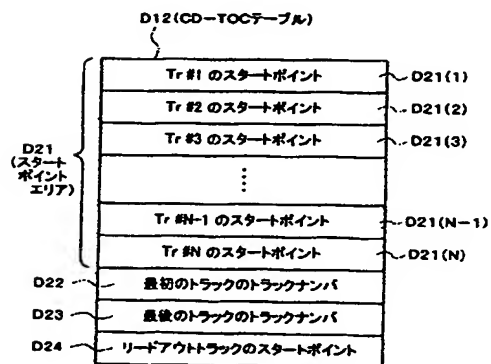 D12(CD-TOCテーブル)
Tr #1 のスタートポイント
D21(1)
Tr #2 のスタートポイント
D21(2)
Tr #3 のスタートポイント
D21(3)
D21
(スタート
ポイント
エリア)
⋮
Tr #N-1 のスタートポイント
D21(N-1)
Tr #N のスタートポイント
D21(N)
D22
最初のトラックのトラックナンバ
D23
最後のトラックのトラックナンバ
D24
リードアウトトラックのスタートポイント